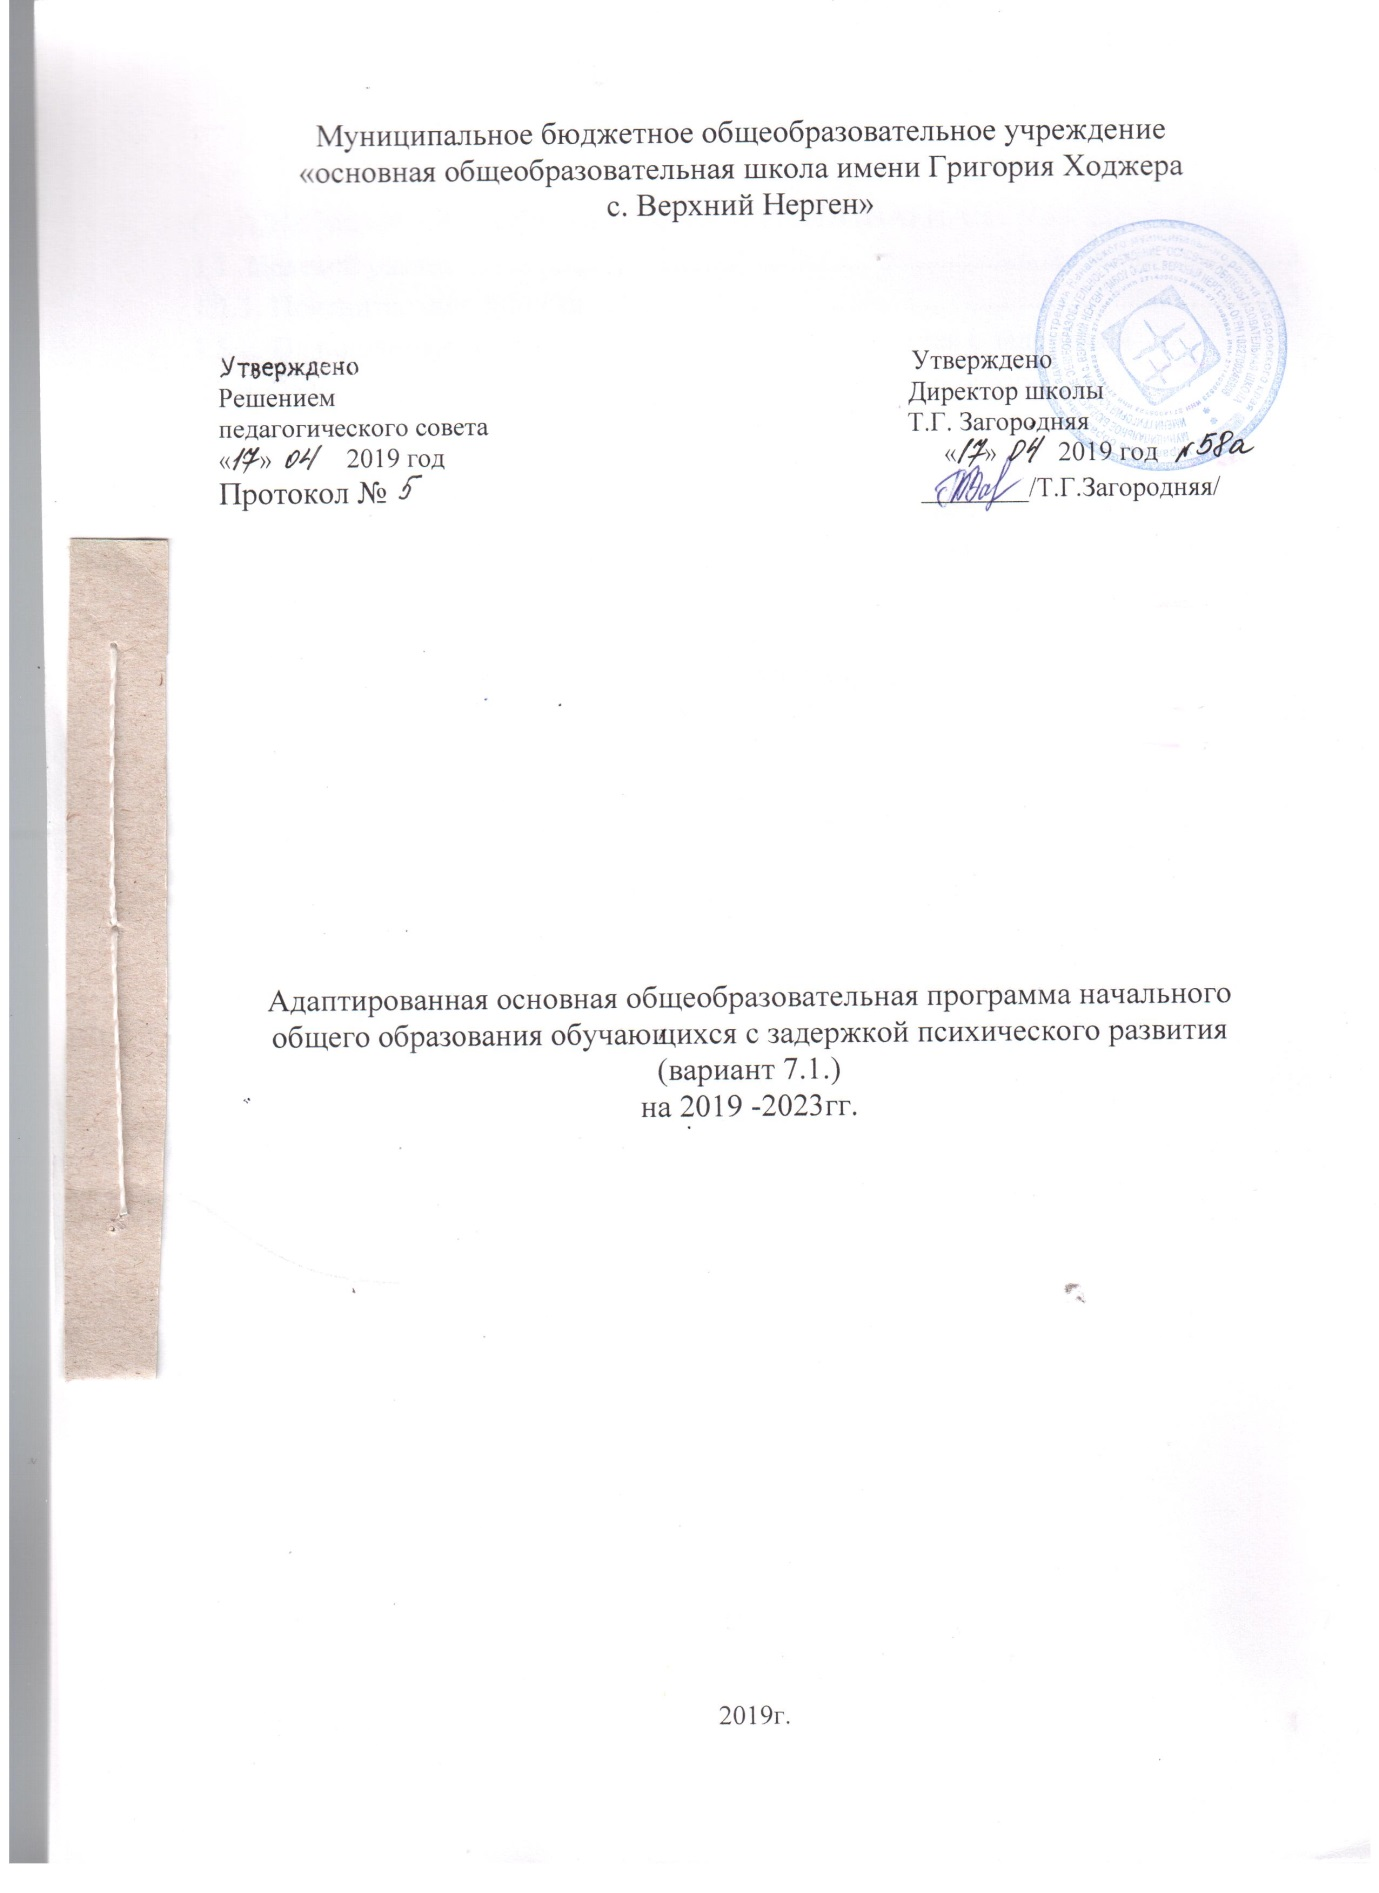 Муниципальное бюджетное общеобразовательное учреждение
«основная общеобразовательная школа имени Григория Ходжера
с. Верхний Нерген»
Утверждено
Решением
педагогического совета
«17» 04 2019 год
Протокол № 5
Утверждено
Директор школы
Т.Г. Загородняя
«17» 04 2019 год №58а
/Т.Г.Загородняя/
Адаптированная основная общеобразовательная программа начального
общего образования обучающихся с задержкой психического развития
(вариант 7.1.)
на 2019 -2023гг.
2019г.